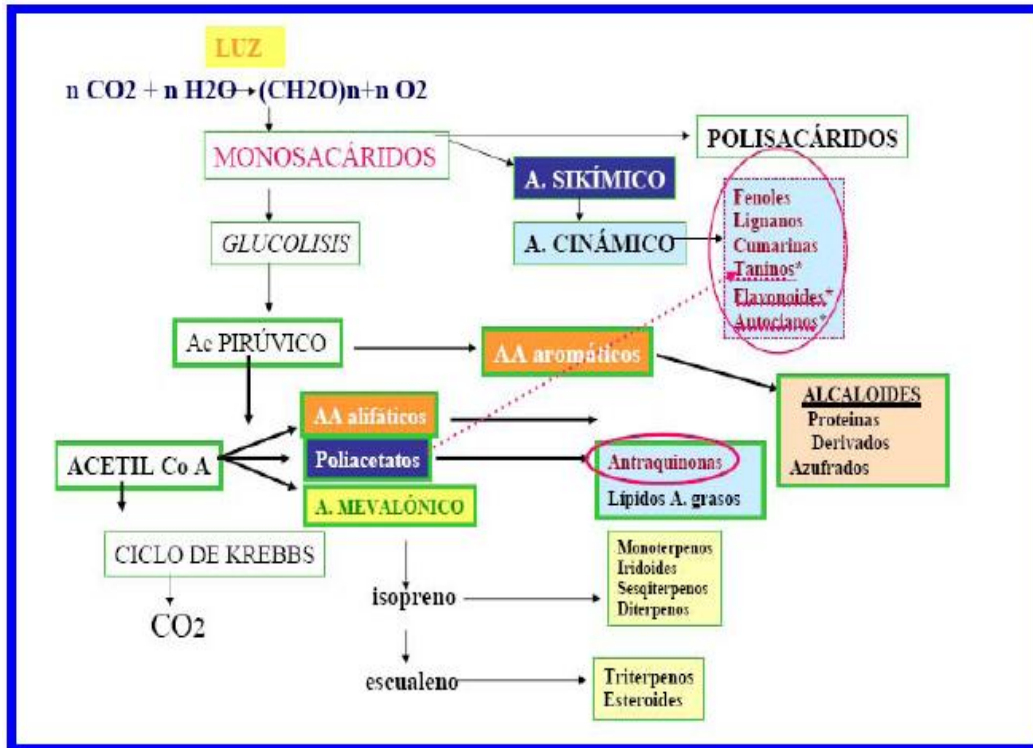 LUZ
n CO2 + n H2O→(CH2O)n+n O2
MONOSACÁRIDOS
POLISACÁRIDOS
A. SIKÍMICO
GLUCOLISIS
A. CINÁMICO
Fenoles
Lignanos
Cumarinas
Taninos*
Flavonoides*
Antocianos*
Ac PIRÚVICO
AA aromáticos
ALCALOIDES
Proteinas
Derivados
Azufrados
AA alifáticos
ACETIL Co A
Poliacetatos
Antraquinonas
A. MEVALÓNICO
Lípidos A. grasos
CICLO DE KREBBS
CO2
isopreno
Monoterpenos
Iridoides
Sesqiterpenos
Diterpenos
escualeno
Triterpenos
Esteroides